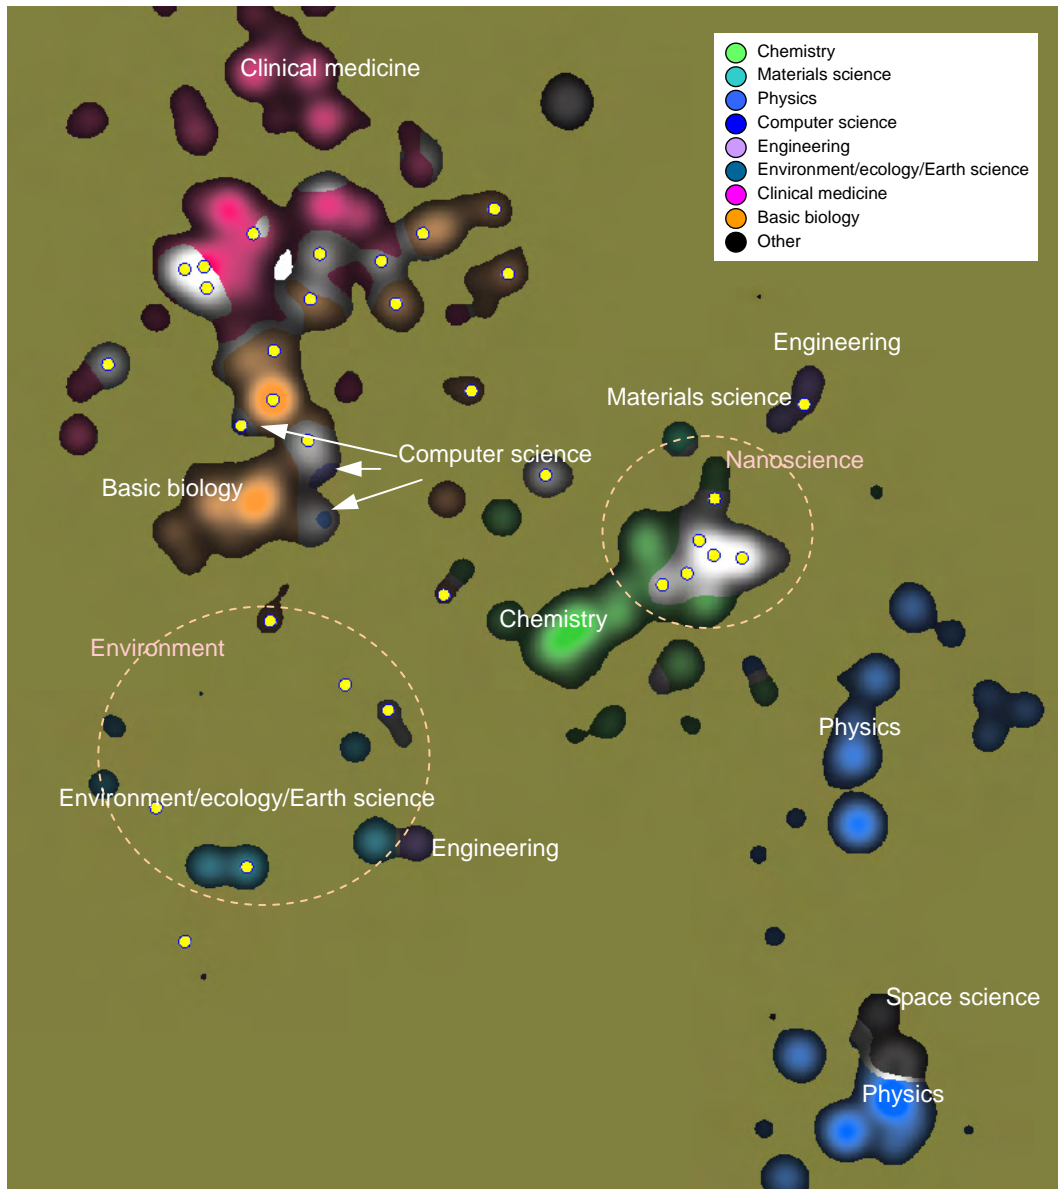 Clinical medicine
Chemistry
Materials science
Physics
Computer science
Engineering
Environment/ecology/Earth science
Clinical medicine
Basic biology
Other
Engineering
Materials science
Computer science
Nanoscience
Basic biology
Chemistry
Environment
Physics
Environment/ecology/Earth science
Engineering
Space science
Physics